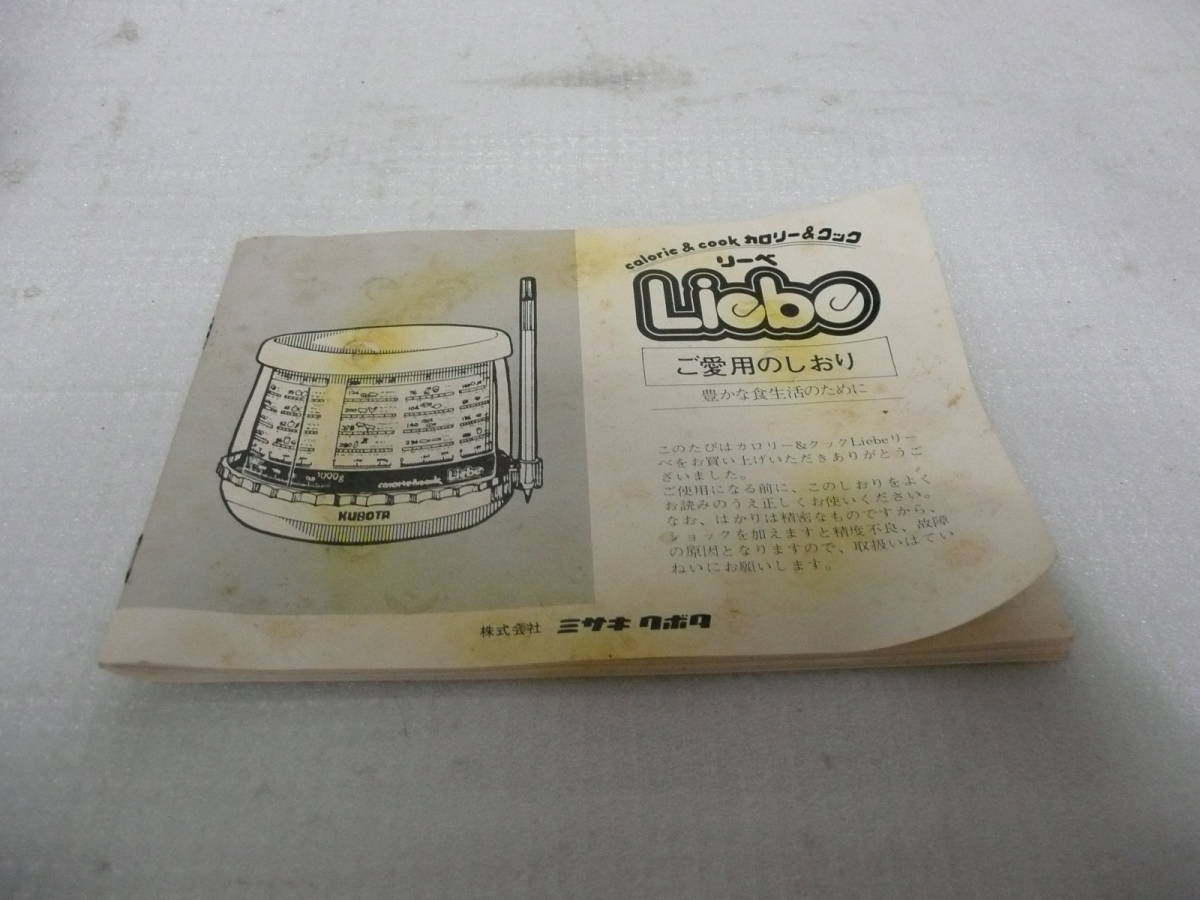 calorie & cook カロリー&クック
リーベ
Liebe
ご愛用のしおり
豊かな食生活のために
このたびはカロリー&クックLiebeリー
ベをお買い上げいただきありがとうご
ざいました。
ご使用になる前に、このしおりをよく
お読みのうえ正しくお使いください。
なお、はかりは精密なものですから、
ショックを加えますと精度不良、故障
の原因となりますので、取扱いはてい
ねいにお願いします。
1000g
calorie & cook Liebe
KUBOTA
株式会社 ミサキ クボタ